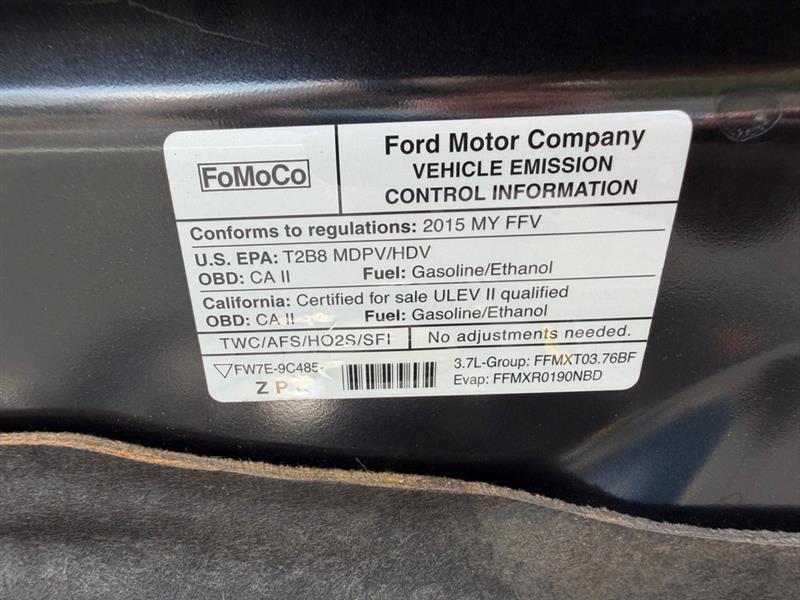 FoMoCo
Ford Motor Company
VEHICLE EMISSION
CONTROL INFORMATION
Conforms to regulations: 2015 MY FFV
U.S. EPA: T2B8 MDPV/HDV
OBD: CA II Fuel: Gasoline/Ethanol
California: Certified for sale ULEV II qualified
OBD: CA II Fuel: Gasoline/Ethanol
TWC/AFS/HO2S/SFI No adjustments needed.
FW7E-9C485- 3.7L-Group: FFMXT03.76BF
Z P Evap: FFMXR0190NBD